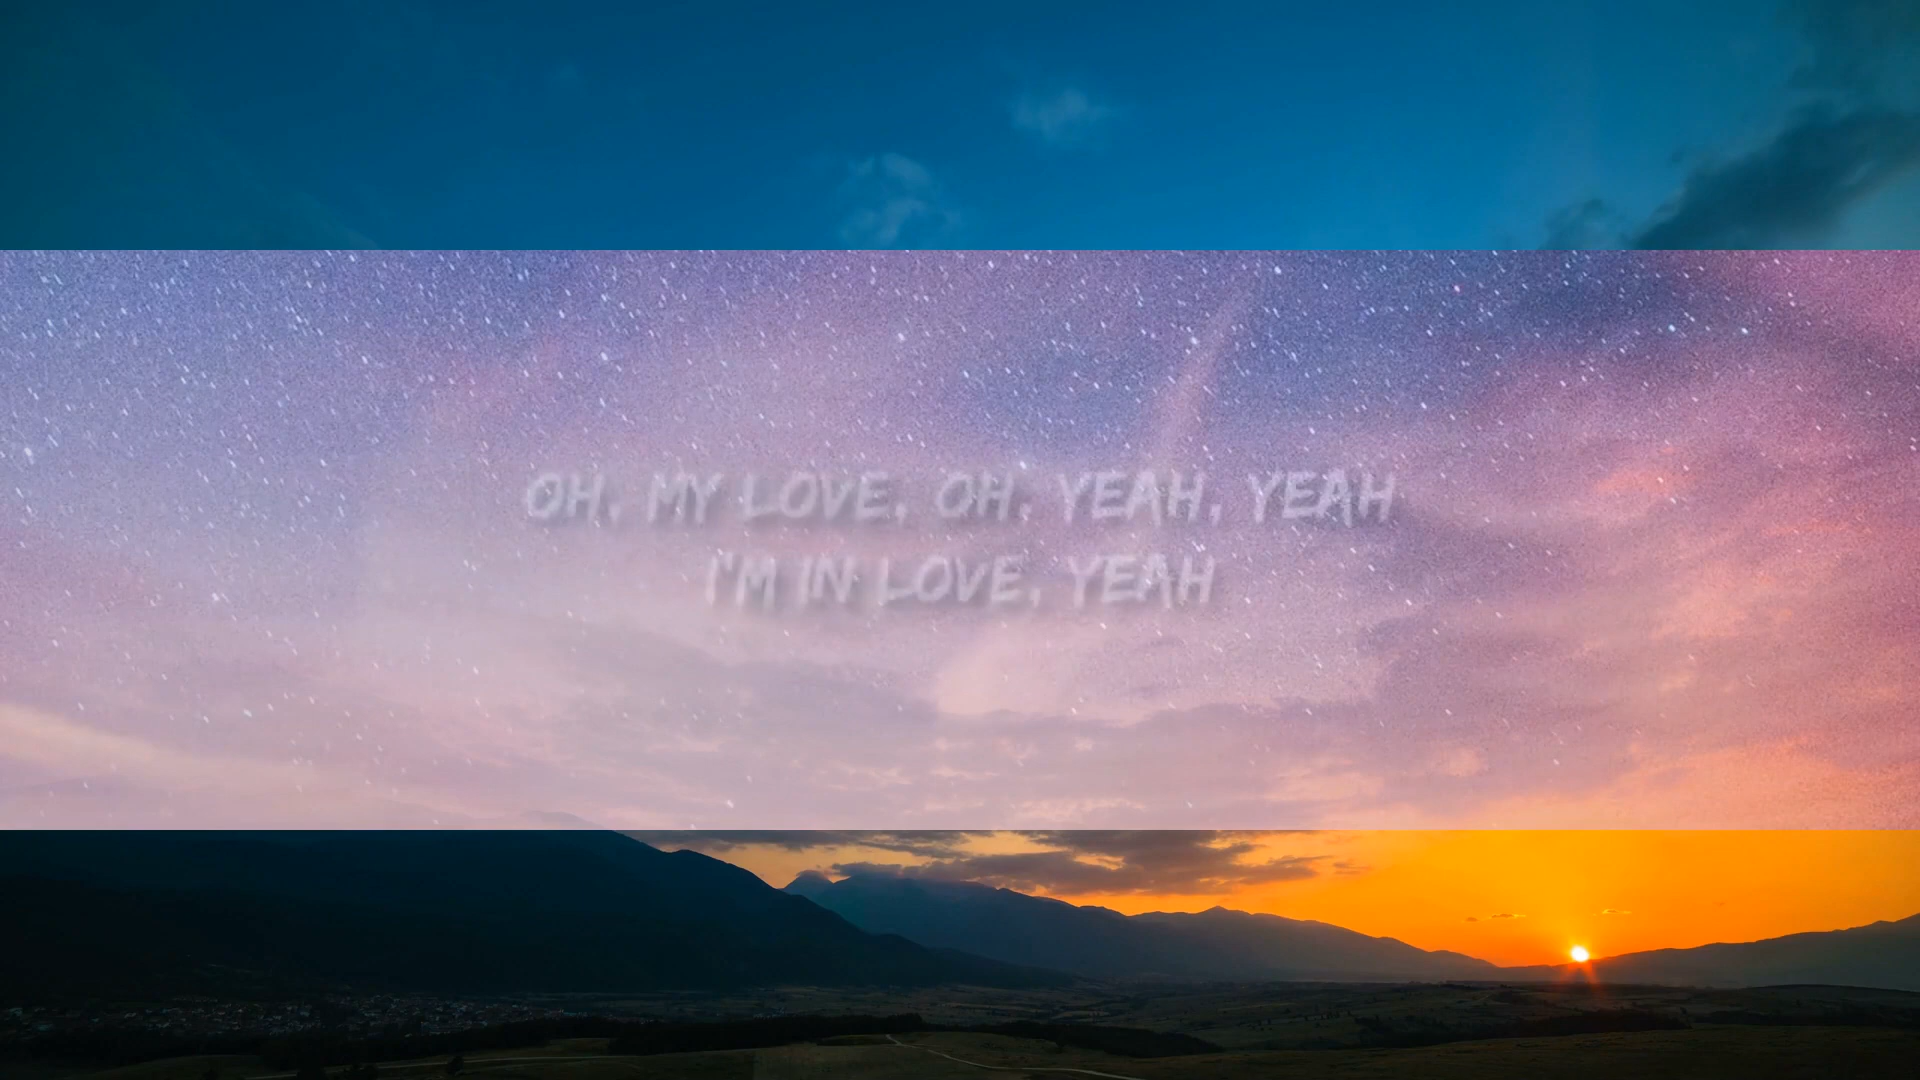 OH, MY LOVE, OH, YEAH, YEAH
I'M IN LOVE, YEAH